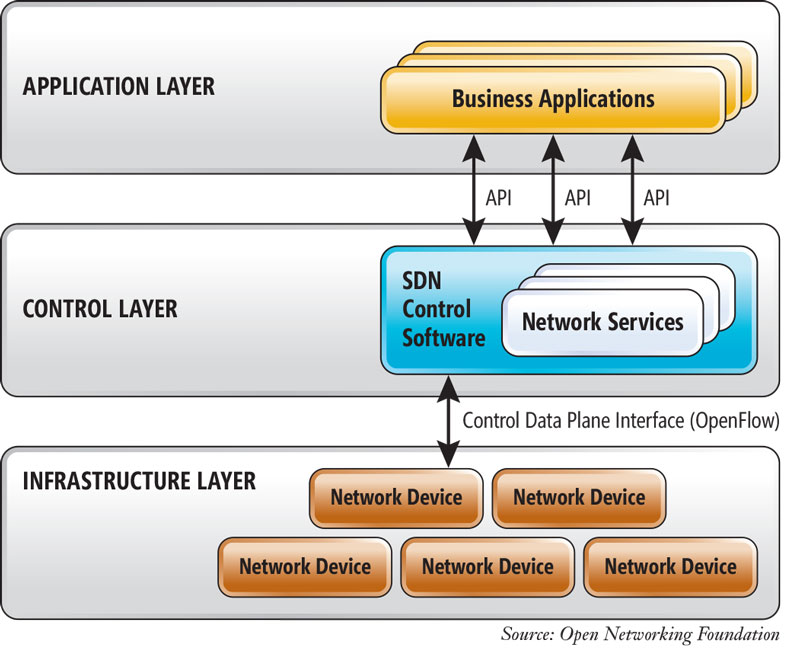 APPLICATION LAYER
Business Applications
API
API
API
CONTROL LAYER
SDN
Control
Software
Network Services
Control Data Plane Interface (OpenFlow)
INFRASTRUCTURE LAYER
Network Device
Network Device
Network Device
Network Device
Network Device
Source: Open Networking Foundation